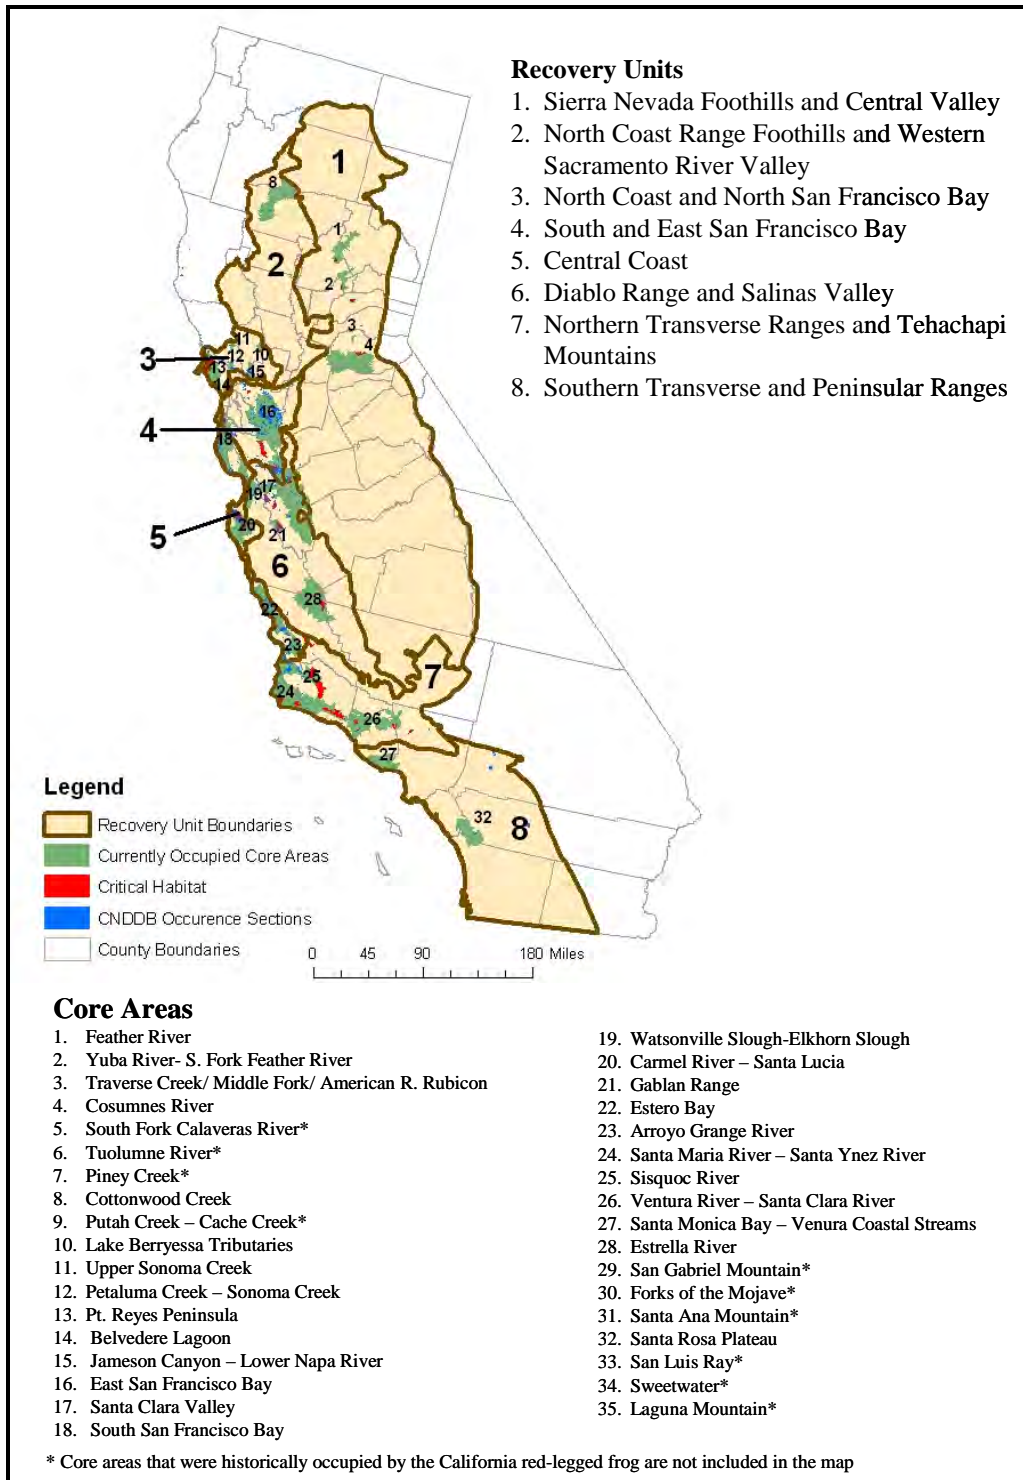 Recovery Units
1. Sierra Nevada Foothills and Central Valley
2. North Coast Range Foothills and Western
Sacramento River Valley
3. North Coast and North San Francisco Bay
4. South and East San Francisco Bay
5. Central Coast
6. Diablo Range and Salinas Valley
7. Northern Transverse Ranges and Tehachapi
Mountains
8. Southern Transverse and Peninsular Ranges
1
8
1
2
2
3
4
11
3
12
10
13
15
14
16
4
18
17
19
5
20
21
6
28
22
23
7
25
24
26
27
32
8
Legend
Recovery Unit Boundaries
Currently Occupied Core Areas
Critical Habitat
CNDDB Occurence Sections
County Boundaries
0 45 90 180 Miles
Core Areas
1. Feather River
2. Yuba River- S. Fork Feather River
3. Traverse Creek/ Middle Fork/ American R. Rubicon
4. Cosumnes River
5. South Fork Calaveras River*
6. Tuolumne River*
7. Piney Creek*
8. Cottonwood Creek
9. Putah Creek – Cache Creek*
10. Lake Berryessa Tributaries
11. Upper Sonoma Creek
12. Petaluma Creek – Sonoma Creek
13. Pt. Reyes Peninsula
14. Belvedere Lagoon
15. Jameson Canyon – Lower Napa River
16. East San Francisco Bay
17. Santa Clara Valley
18. South San Francisco Bay
19. Watsonville Slough-Elkhorn Slough
20. Carmel River – Santa Lucia
21. Gablan Range
22. Estero Bay
23. Arroyo Grange River
24. Santa Maria River – Santa Ynez River
25. Sisquoc River
26. Ventura River – Santa Clara River
27. Santa Monica Bay – Venura Coastal Streams
28. Estrella River
29. San Gabriel Mountain*
30. Forks of the Mojave*
31. Santa Ana Mountain*
32. Santa Rosa Plateau
33. San Luis Ray*
34. Sweetwater*
35. Laguna Mountain*
* Core areas that were historically occupied by the California red-legged frog are not included in the map